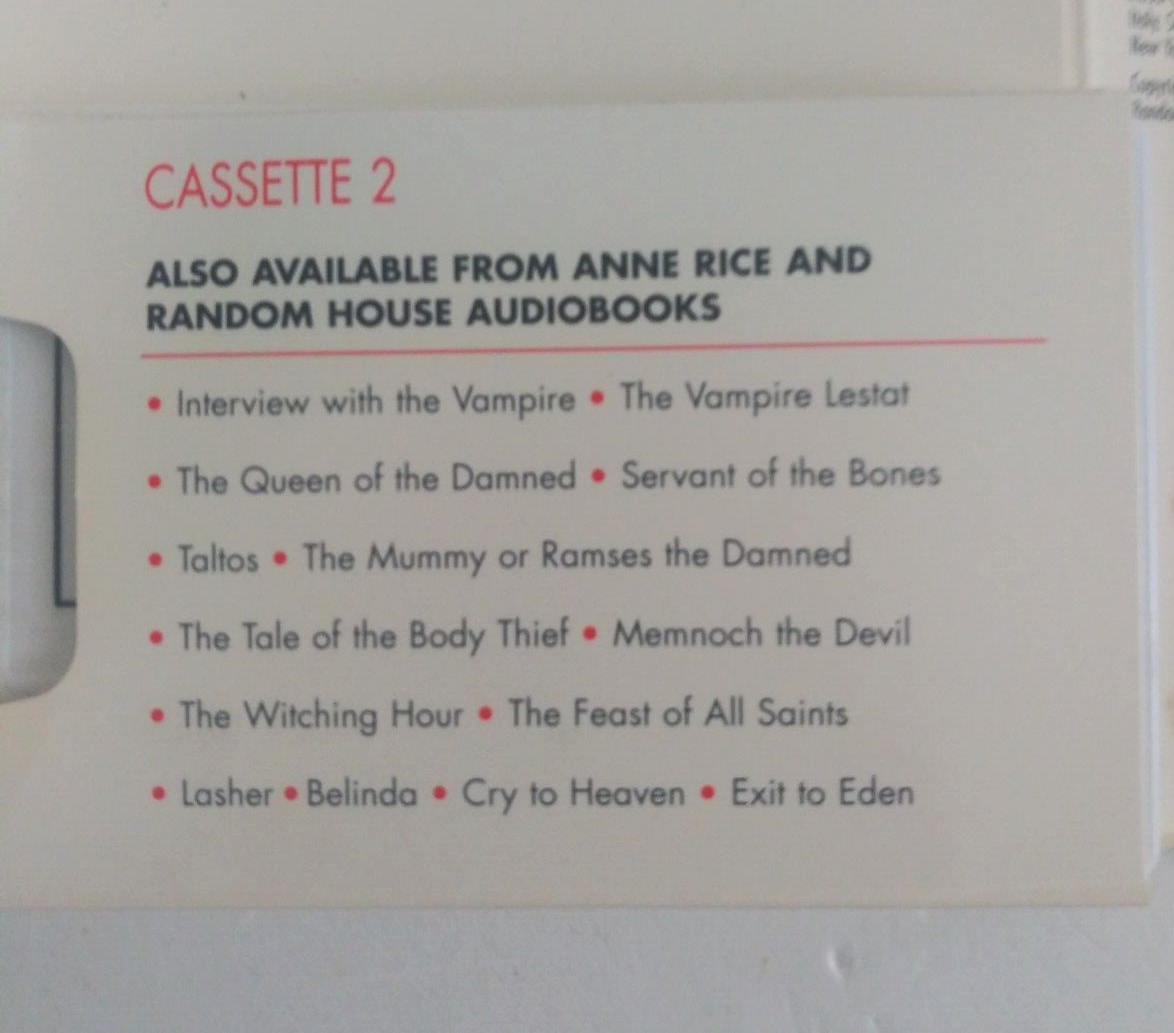 CASSETTE 2
ALSO AVAILABLE FROM ANNE RICE AND
RANDOM HOUSE AUDIOBOOKS
• Interview with the Vampire • The Vampire Lestat
• The Queen of the Damned • Servant of the Bones
• Taltos • The Mummy or Ramses the Damned
• The Tale of the Body Thief • Memnoch the Devil
• The Witching Hour • The Feast of All Saints
• Lasher • Belinda • Cry to Heaven • Exit to Eden